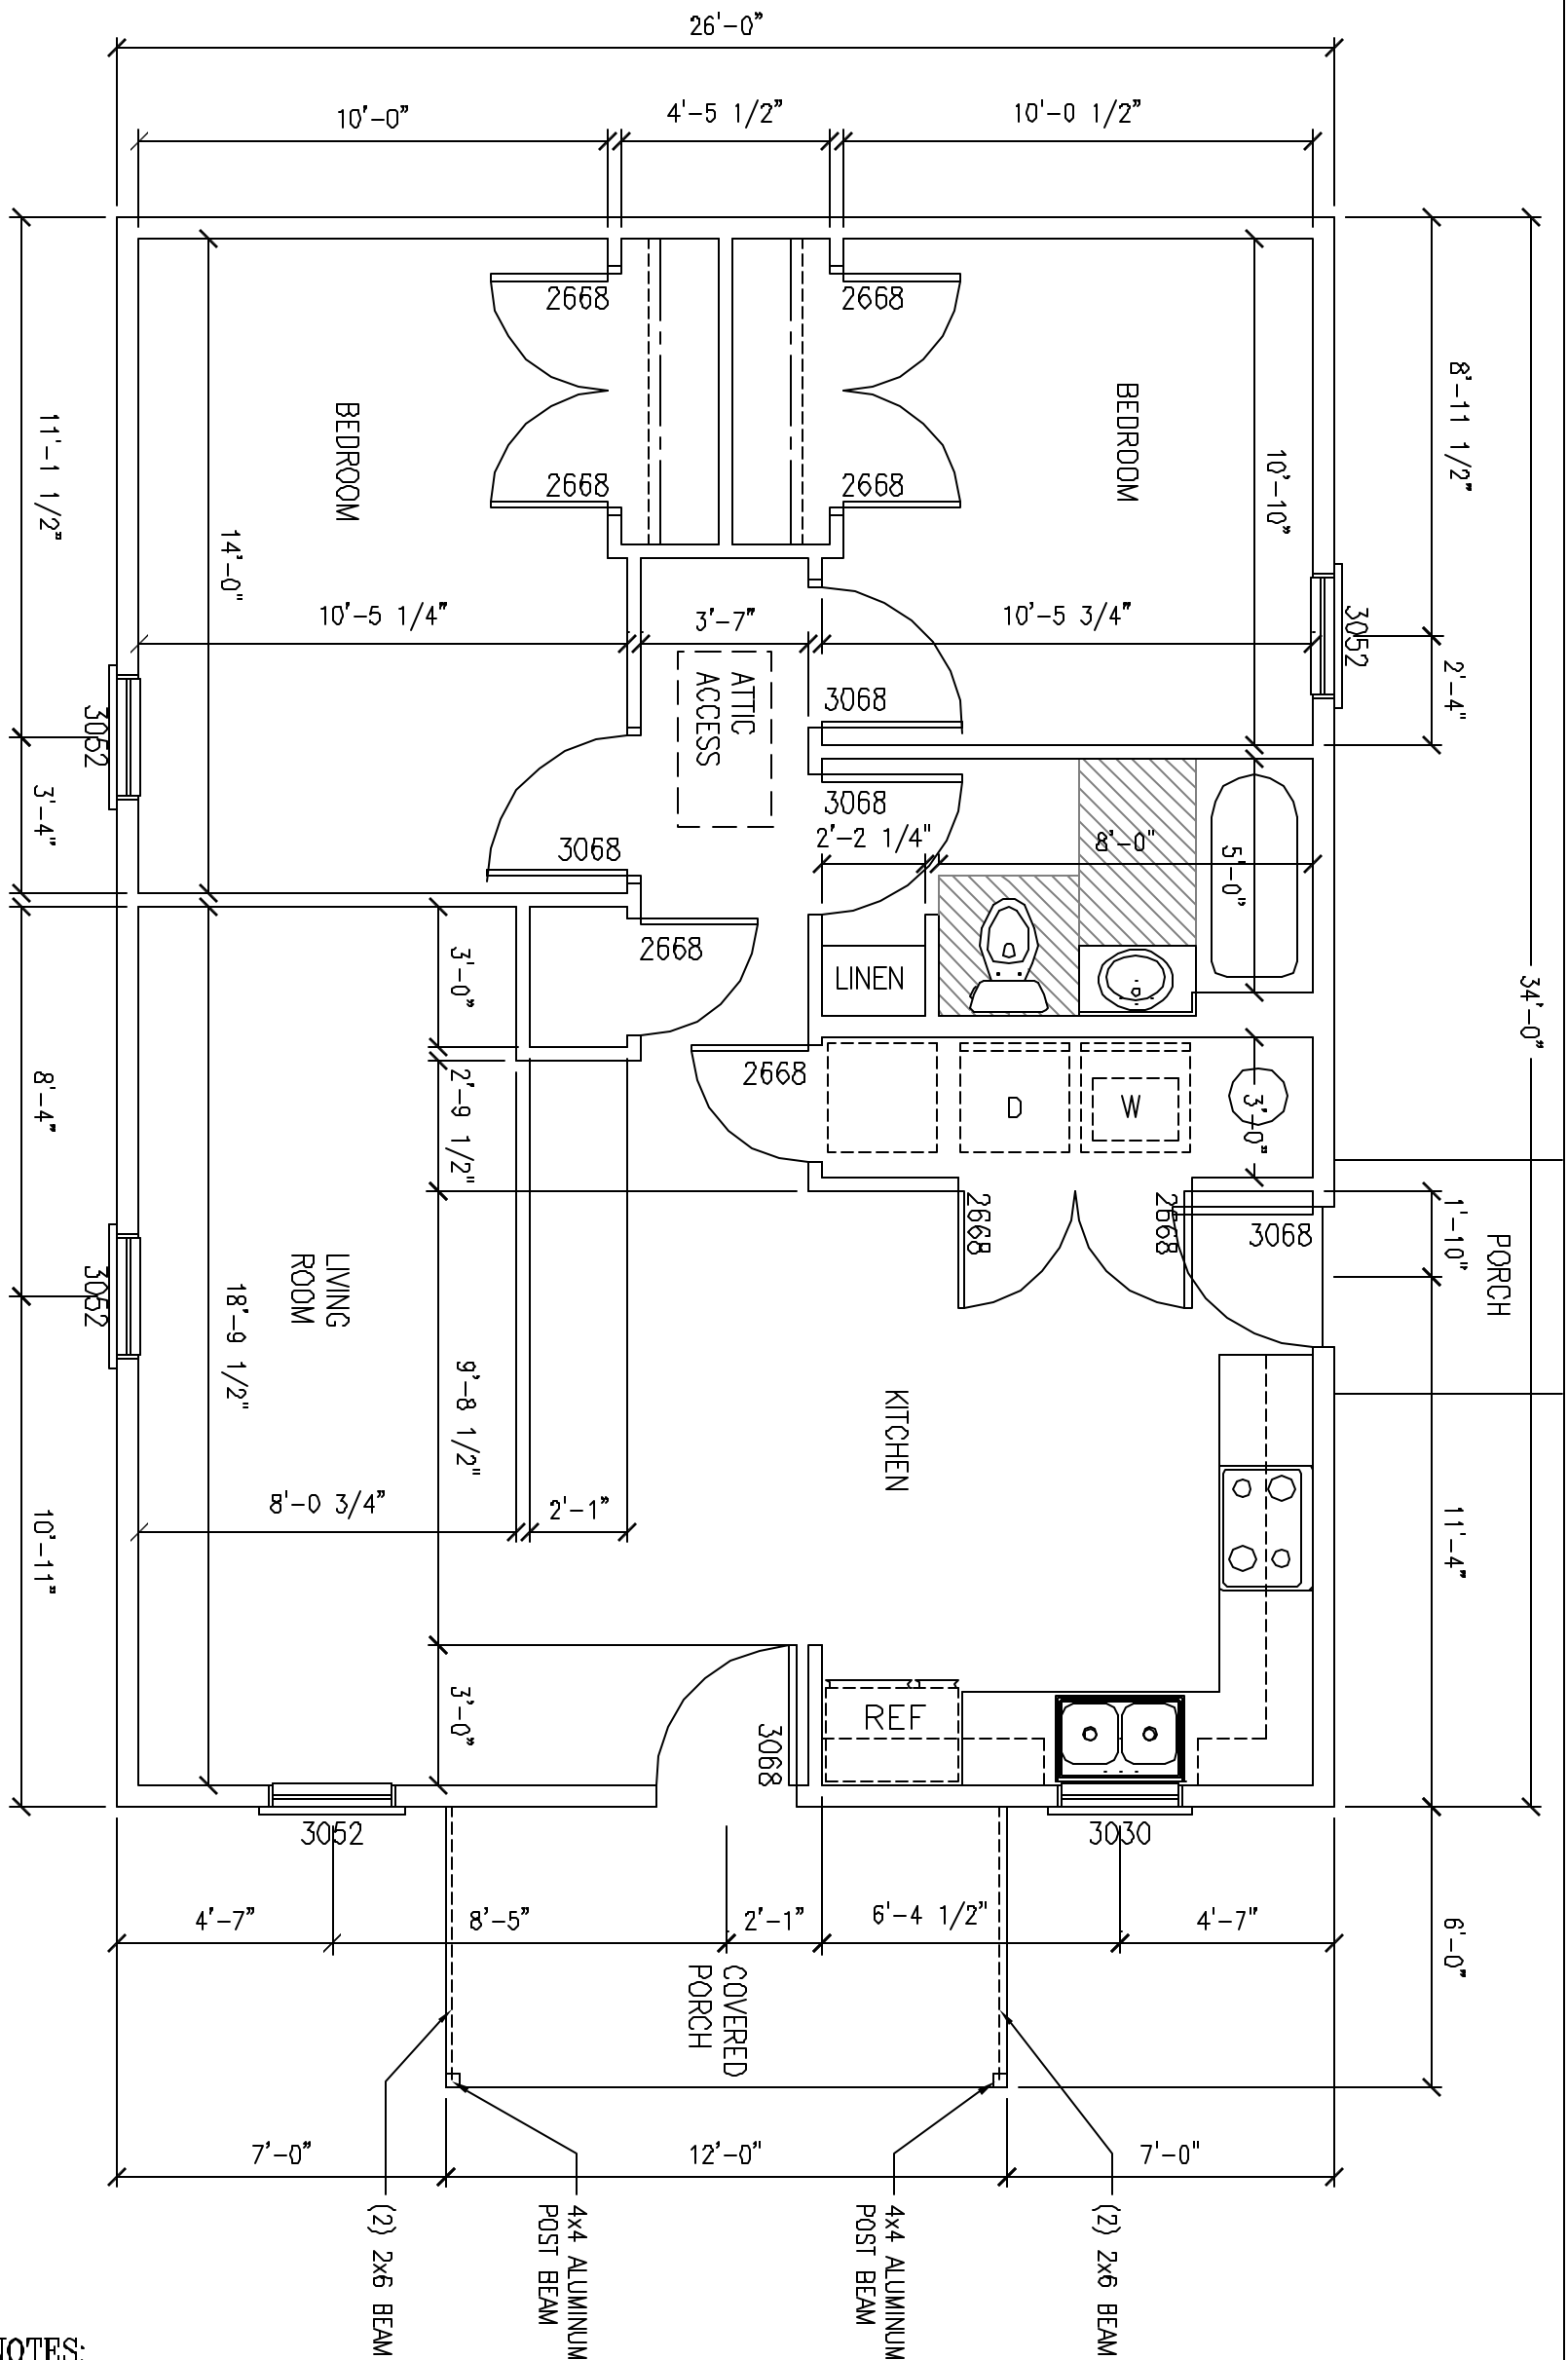 26'-0"
10'-0"
4'-5 1/2"
10'-0 1/2"
2668
2668
BEDROOM
BEDROOM
8'-11 1/2"
10'-10"
11'-1 1/2"
2668
2668
14'-0"
10'-5 1/4"
3'-7"
10'-5 3/4"
3052
2'-4"
ATTIC
ACCESS
3068
3052
3068
3'-4"
3068
2'-2 1/4"
8'-0"
5'-0"
2668
LINEN
3'-0"
34'-0"
2668
D
W
3'-0"
8'-4"
2'-9 1/2"
2668
2668
3068
1'-10"
PORCH
3052
LIVING
ROOM
18'-9 1/2"
9'-8 1/2"
KITCHEN
8'-0 3/4"
2'-1"
11'-4"
10'-11"
3'-0"
3068
REF
3052
3030
4'-7"
8'-5"
2'-1"
6'-4 1/2"
4'-7"
6'-0"
COVERED
PORCH
7'-0"
12'-0"
7'-0"
(2) 2x6 BEAM
4x4 ALUMINUM
POST BEAM
4x4 ALUMINUM
POST BEAM
(2) 2x6 BEAM
NOTES: